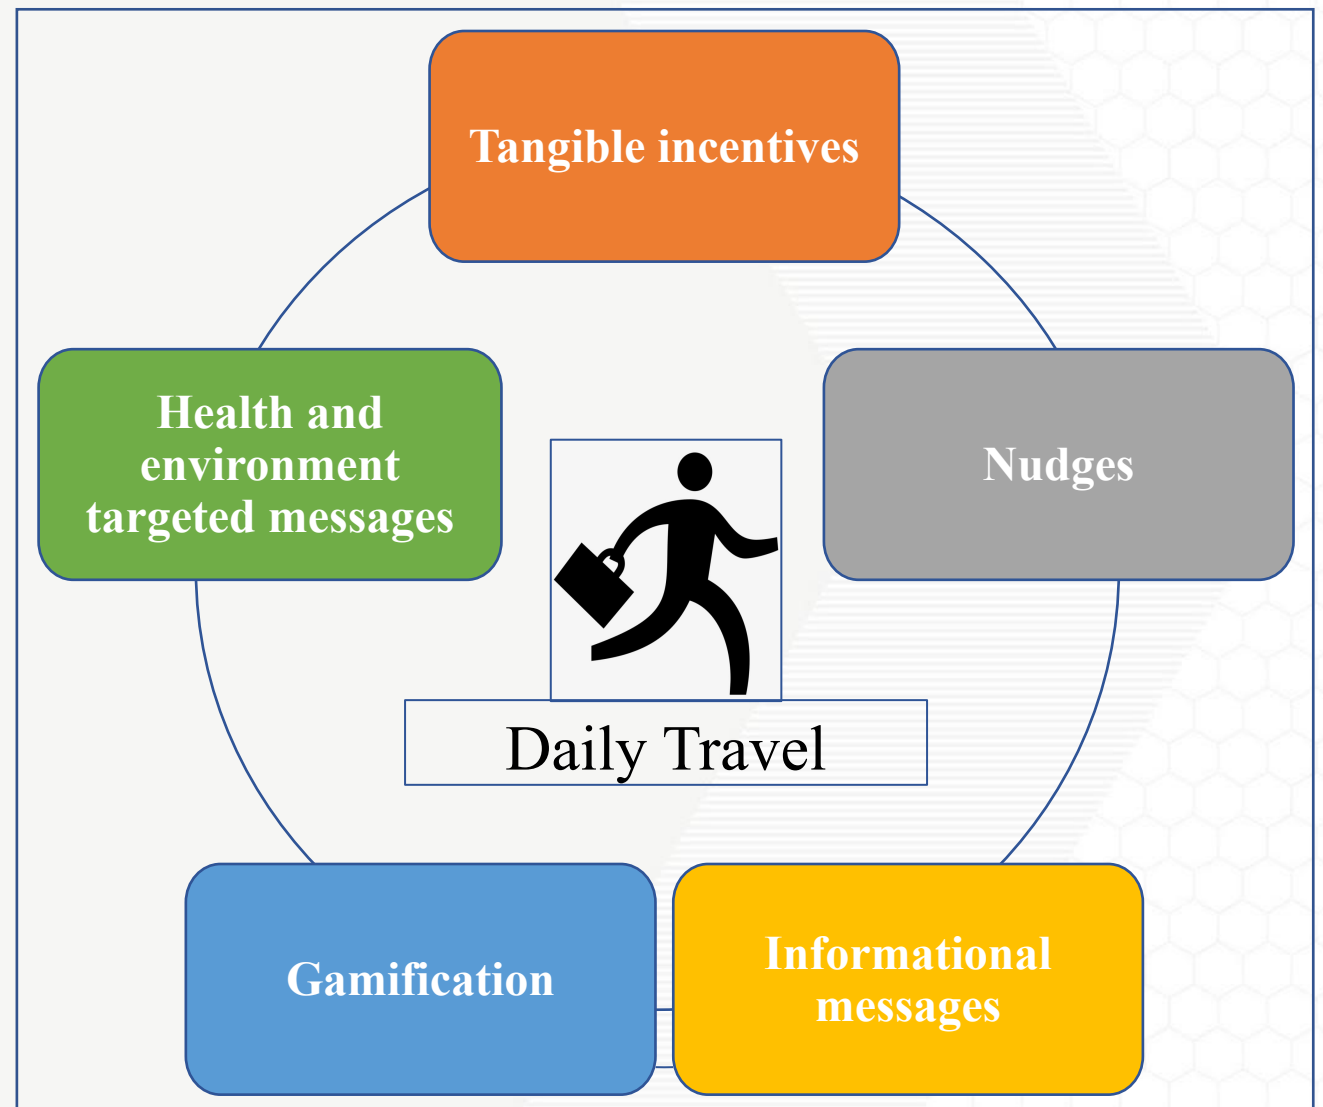 Tangible incentives
Health and
environment
targeted messages
Nudges
Daily Travel
Gamification
Informational
messages